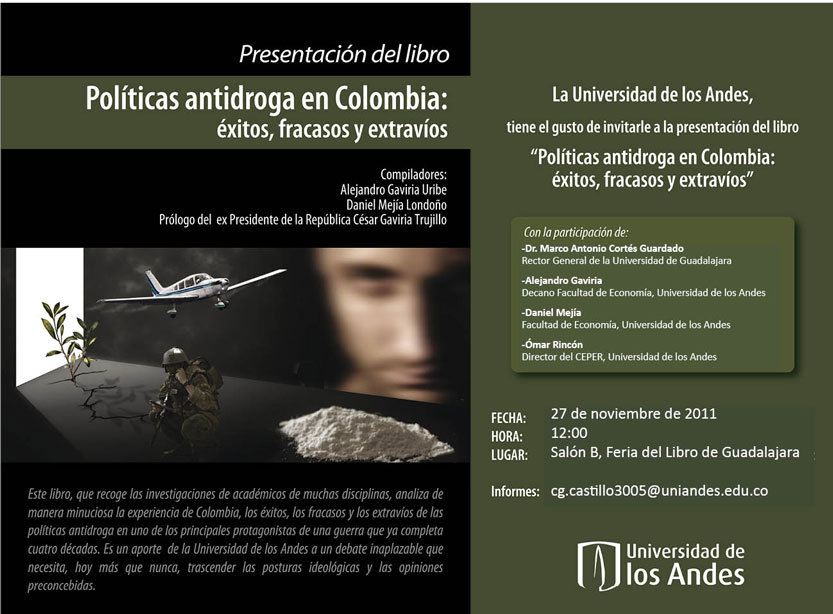 Presentación del libro
Políticas antidroga en Colombia:
éxitos, fracasos y extravíos
Compiladores:
Alejandro Gaviria Uribe
Daniel Mejía Londoño
Prólogo del ex Presidente de la República César Gaviria Trujillo
Este libro, que recoge las investigaciones de académicos de muchas disciplinas, analiza de
manera minuciosa la experiencia de Colombia, los éxitos, los fracasos y los extravíos de las
políticas antidroga en uno de los principales protagonistas de una guerra que ya completa
cuatro décadas. Es un aporte de la Universidad de los Andes a un debate inaplazable que
necesita, hoy más que nunca, trascender las posturas ideológicas y las opiniones
preconcebidas.
La Universidad de los Andes,
tiene el gusto de invitarle a la presentación del libro
“Políticas antidroga en Colombia:
éxitos, fracasos y extravíos”
Con la participación de:
-Dr. Marco Antonio Cortés Guardado
Rector General de la Universidad de Guadalajara
-Alejandro Gaviria
Decano Facultad de Economía, Universidad de los Andes
-Daniel Mejía
Facultad de Economía, Universidad de los Andes
-Ómar Rincón
Director del CEPER, Universidad de los Andes
FECHA: 27 de noviembre de 2011
HORA: 12:00
LUGAR: Salón B, Feria del Libro de Guadalajara
Informes: cg.castillo3005@uniandes.edu.co
Universidad de
los Andes